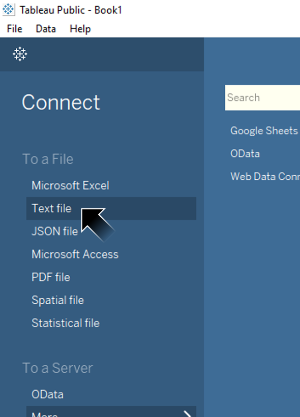 Tableau Public - Book1
File Data Help
Connect
To a File
Microsoft Excel
Text file
JSON file
Microsoft Access
PDF file
Spatial file
Statistical file
To a Server
OData
More
Search
Google Sheets
OData
Web Data Conn